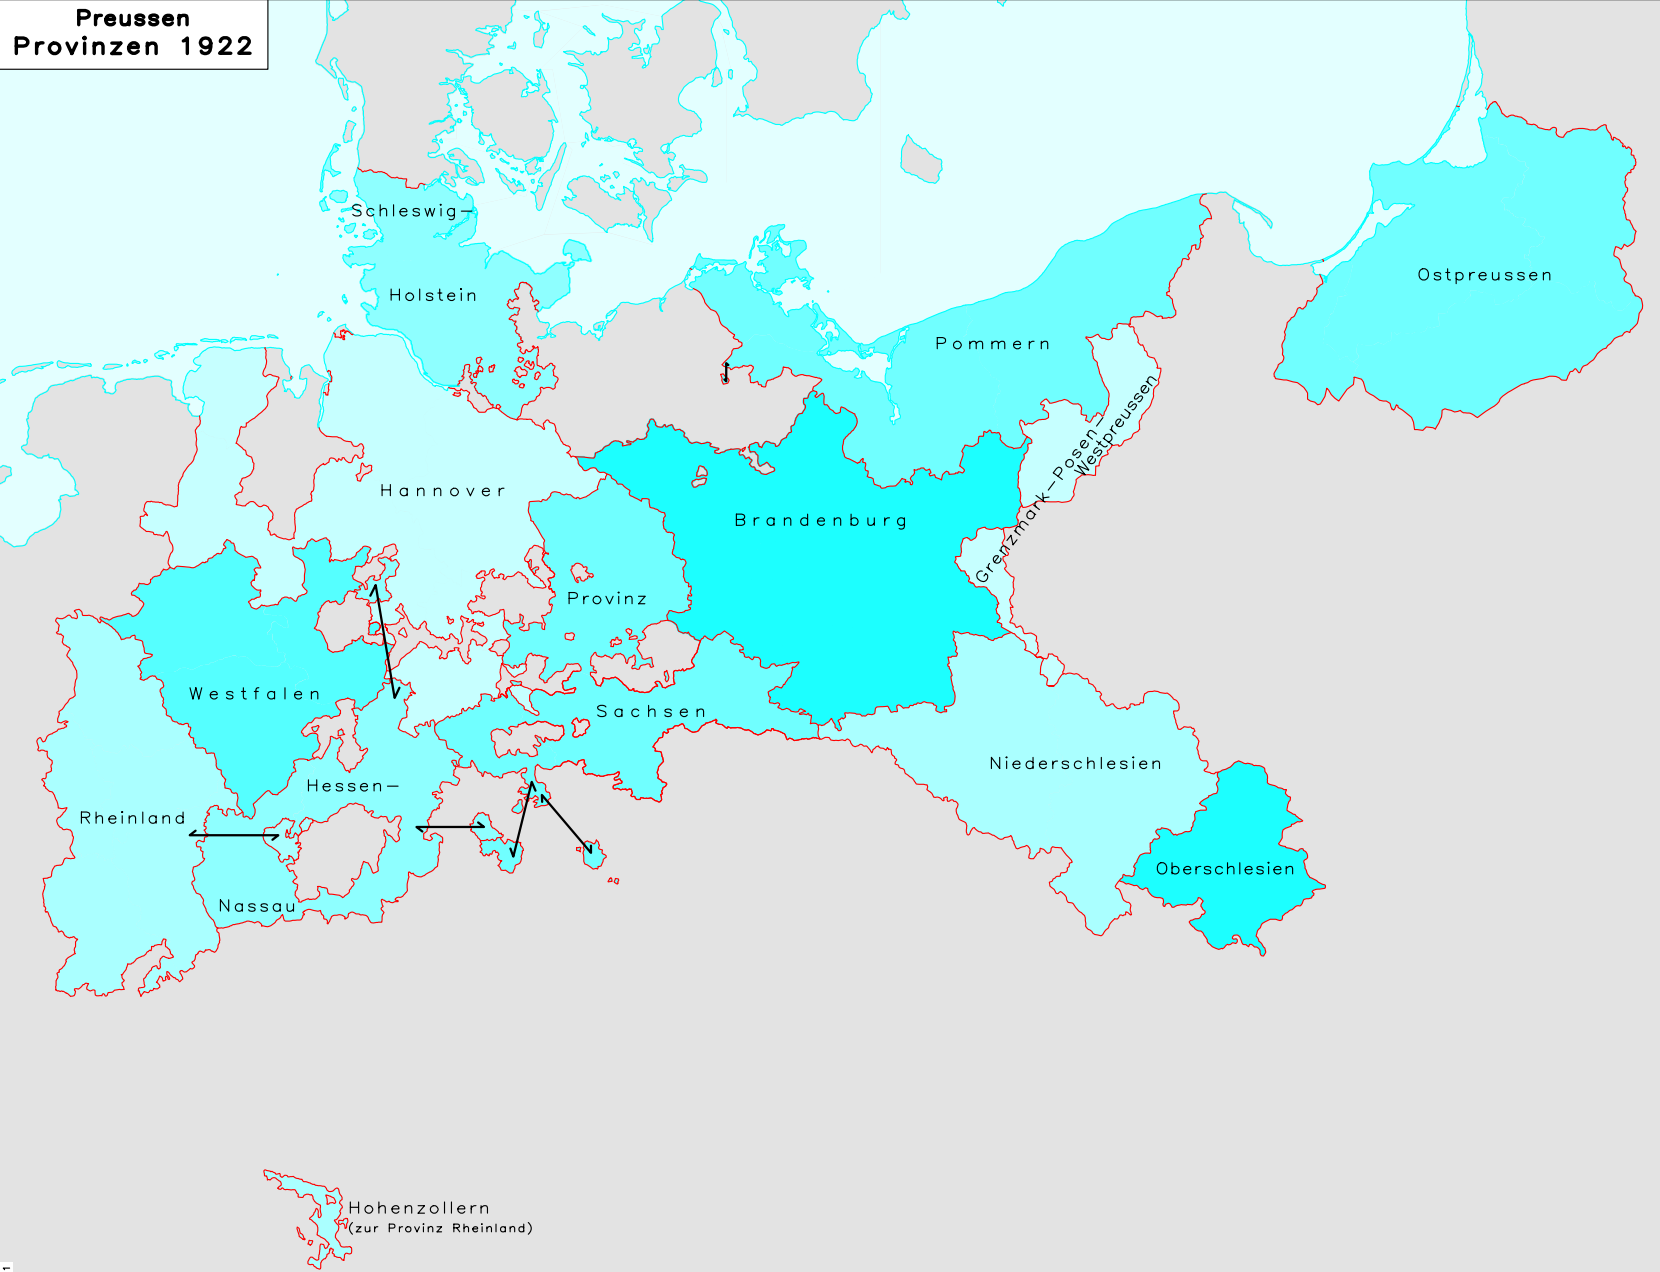 Preussen
Provinzen 1922
Schleswig-
Holstein
Ostpreussen
Pommern
Grenzmark-Posen-
Westpreussen
Hannover
Brandenburg
Provinz
Sachsen
Westfalen
Niederschlesien
Hessen-
Nassau
Rheinland
Oberschlesien
Hohenzollern
(zur Provinz Rheinland)